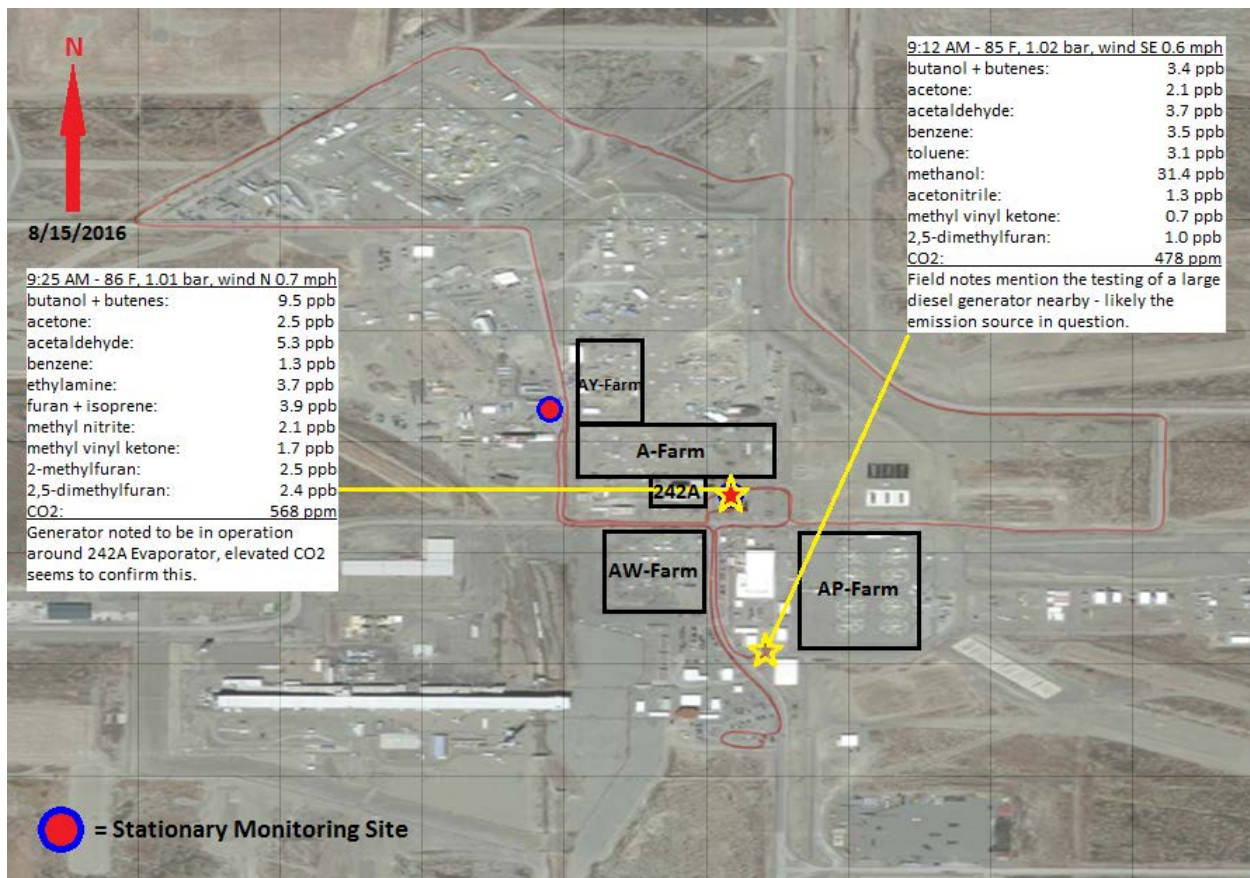 N
8/15/2016
9:25 AM - 86 F, 1.01 bar, wind N 0.7 mph
butanol + butenes: 9.5 ppb
acetone: 2.5 ppb
acetaldehyde: 5.3 ppb
benzene: 1.3 ppb
ethylamine: 3.7 ppb
furan + isoprene: 3.9 ppb
methyl nitrite: 2.1 ppb
methyl vinyl ketone: 1.7 ppb
2-methylfuran: 2.5 ppb
2,5-dimethylfuran: 2.4 ppb
CO2: 568 ppm
Generator noted to be in operation
around 242A Evaporator, elevated CO2
seems to confirm this.
9:12 AM - 85 F, 1.02 bar, wind SE 0.6 mph
butanol + butenes: 3.4 ppb
acetone: 2.1 ppb
acetaldehyde: 3.7 ppb
benzene: 3.5 ppb
toluene: 3.1 ppb
methanol: 31.4 ppb
acetonitrile: 1.3 ppb
methyl vinyl ketone: 0.7 ppb
2,5-dimethylfuran: 1.0 ppb
CO2: 478 ppm
Field notes mention the testing of a large
diesel generator nearby - likely the
emission source in question.
AY-Farm
A-Farm
242A
AW-Farm
AP-Farm
= Stationary Monitoring Site